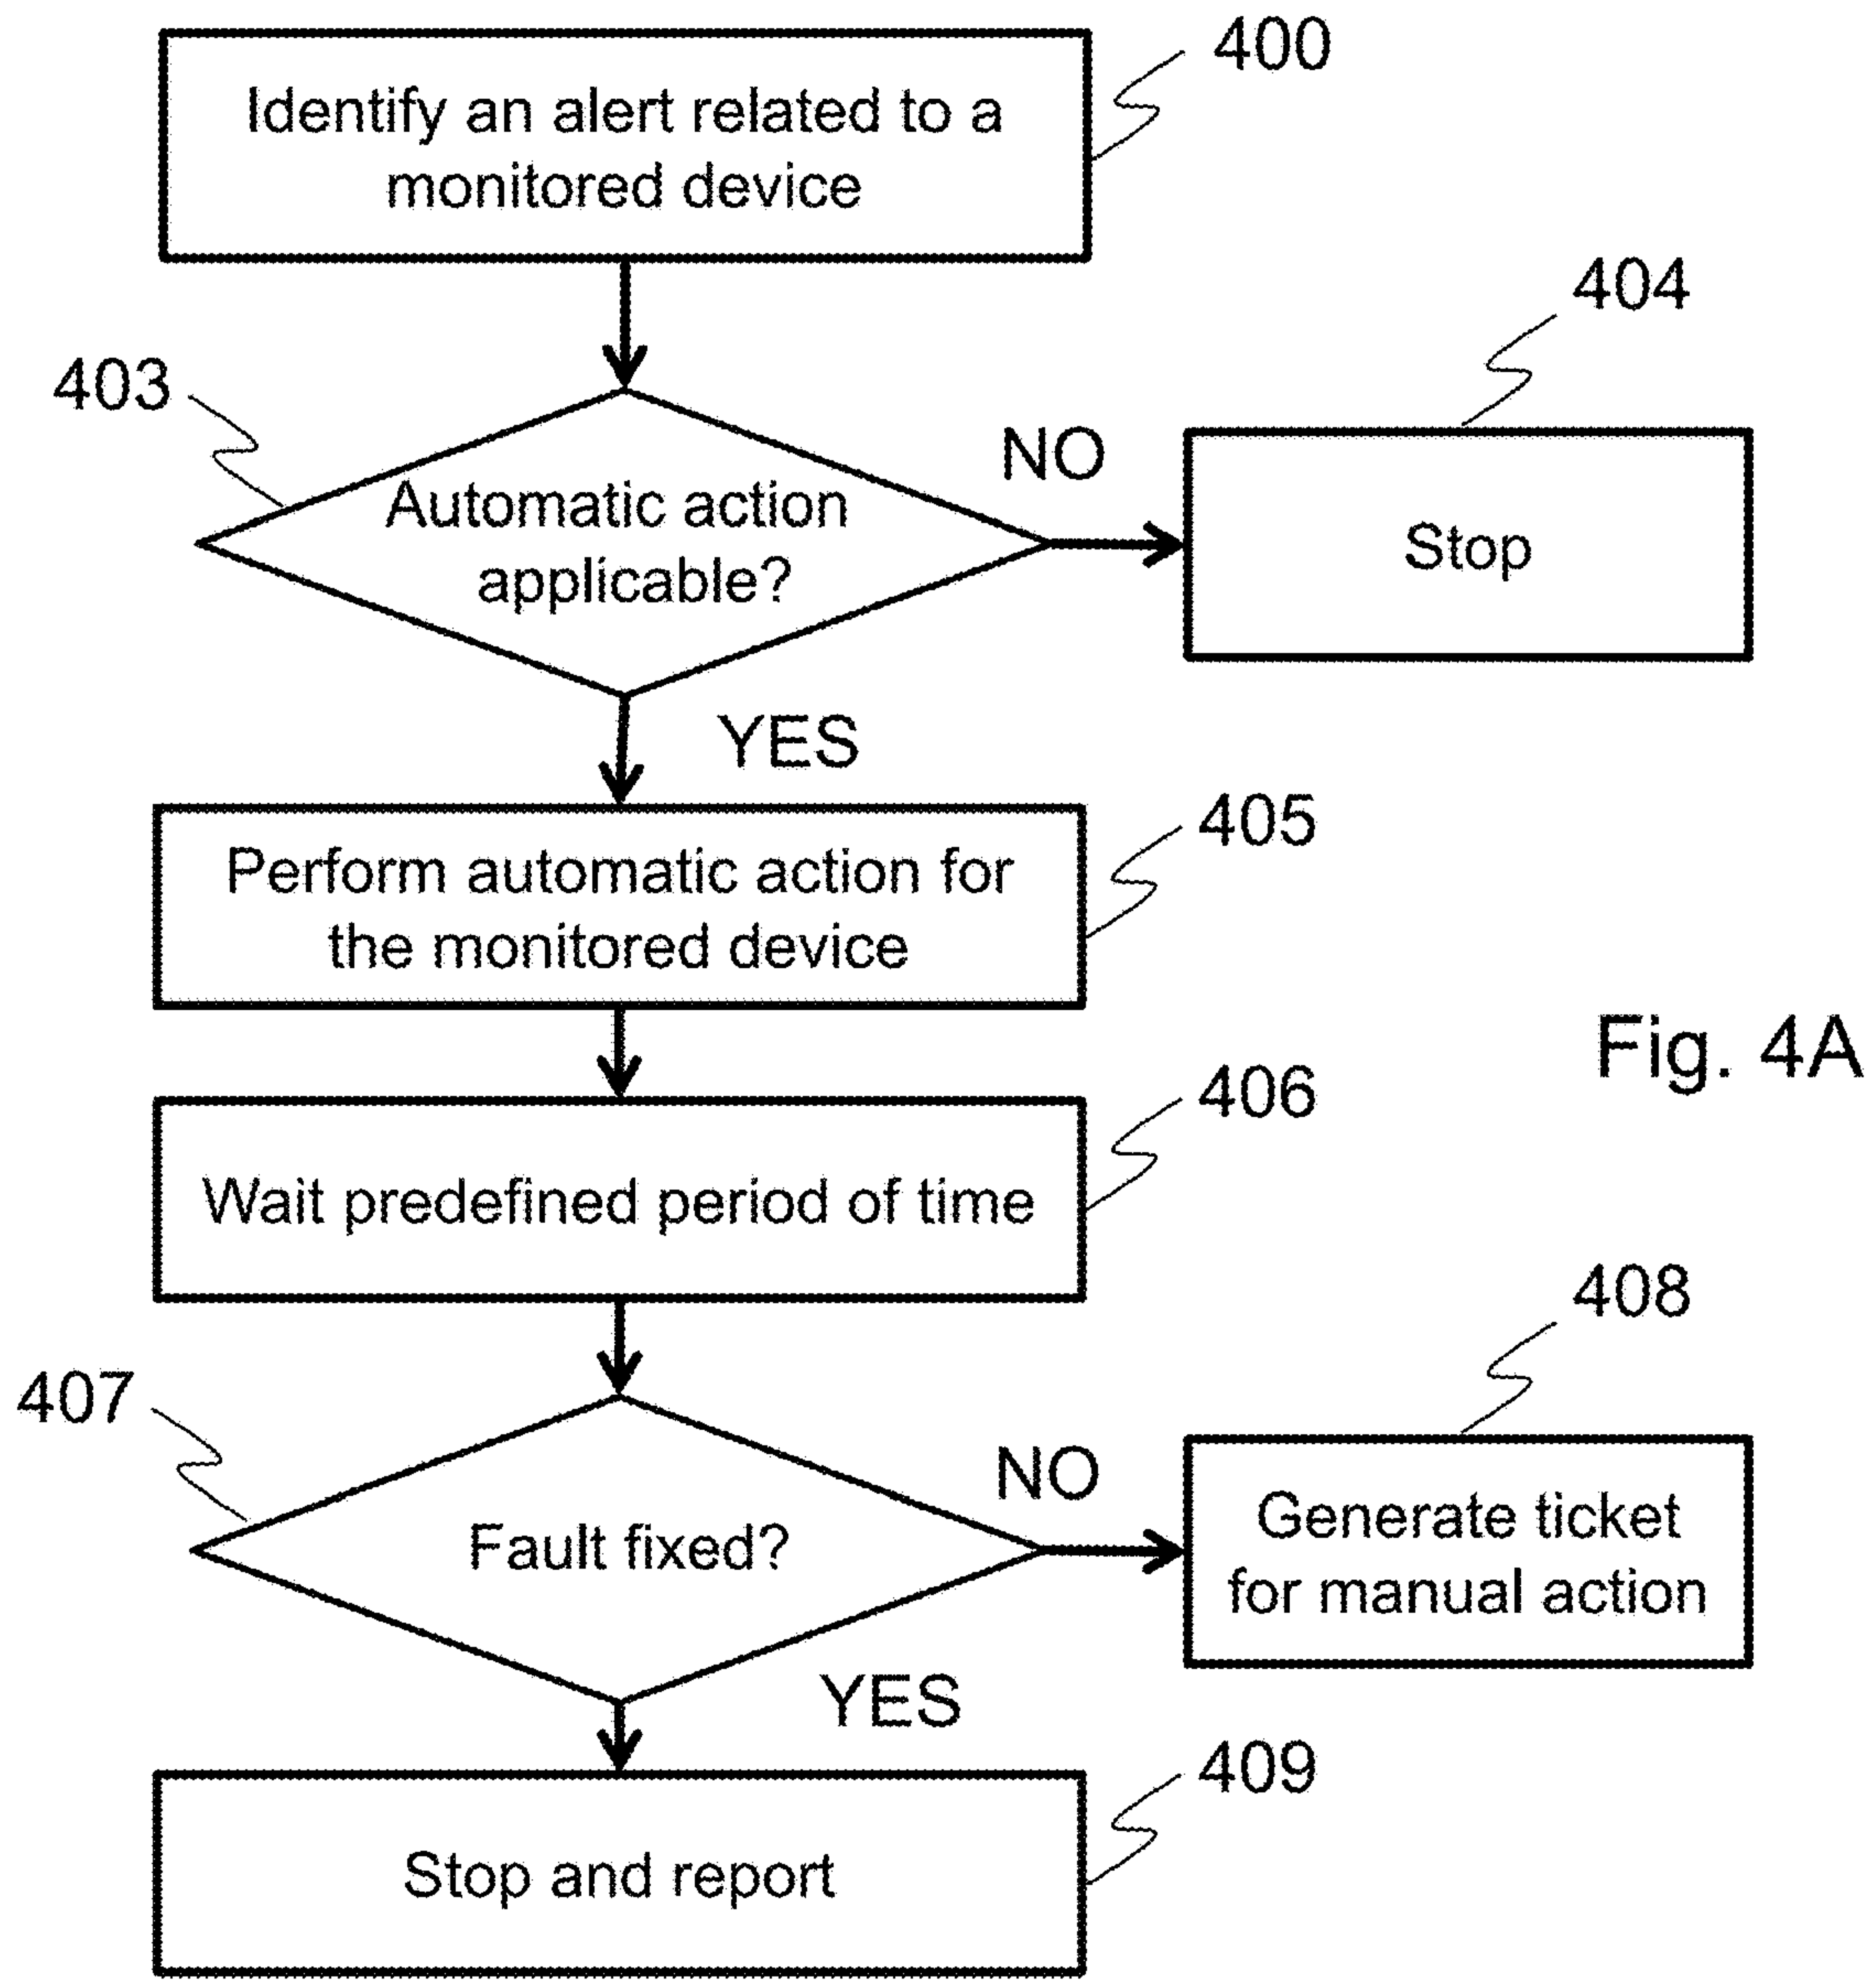 400
Identify an alert related to a
monitored device
404
403
NO
Automatic action
applicable?
Stop
YES
405
Perform automatic action for
the monitored device
Fig. 4A
406
Wait predefined period of time
408
407
NO
Generate ticket
for manual action
Fault fixed?
YES
409
Stop and report